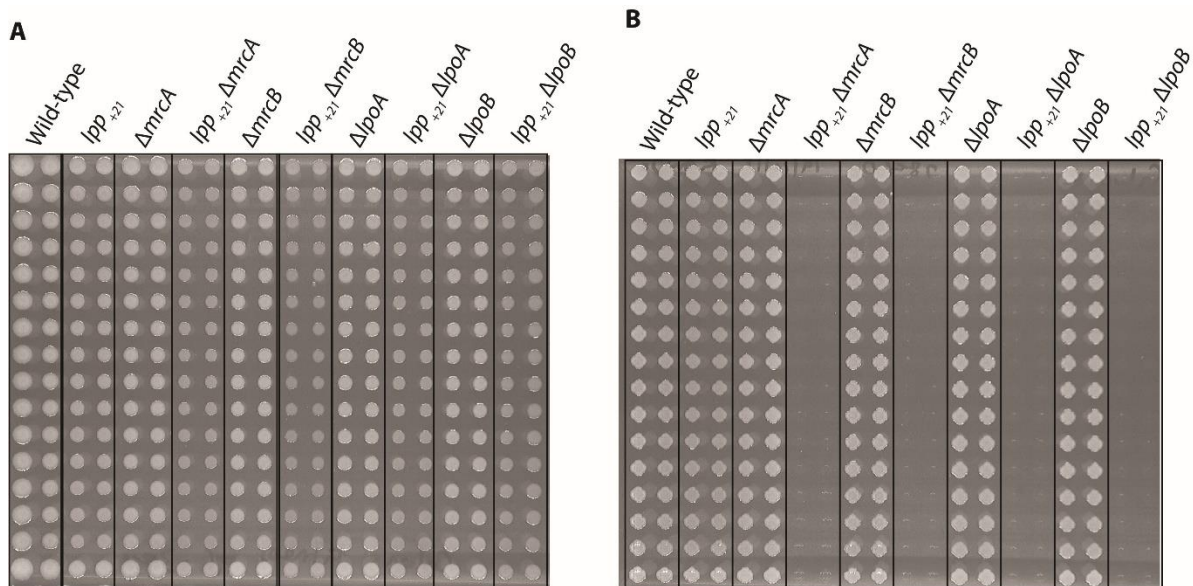 A
Wild-type
lpp +21
ΔmrcA
lpp +21 ΔmrcA
ΔmrcB
lpp +21 ΔmrcB
ΔlpoA
lpp +21 ΔlpoA
ΔlpoB
lpp +21 ΔlpoB
B
Wild-type
lpp +21
ΔmrcA
lpp +21 ΔmrcA
ΔmrcB
lpp +21 ΔmrcB
ΔlpoA
lpp +21 ΔlpoA
ΔlpoB
lpp +21 ΔlpoB